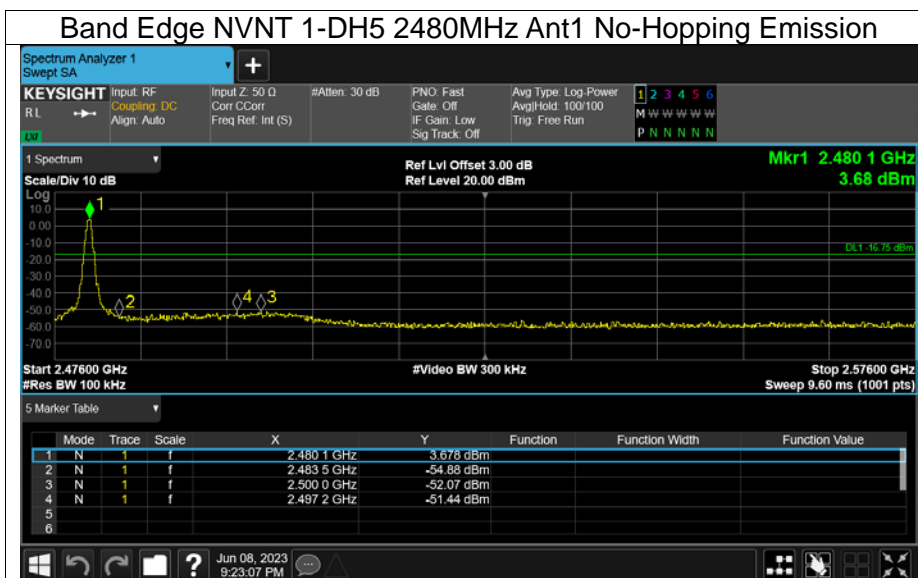 Band Edge NVNT 1-DH5 2480MHz Ant1 No-Hopping Emission
Spectrum Analyzer 1
Swept SA
+
KEYSIGHT Input: RF Input Z: 50 Ω #Atten: 30 dB PNO: Fast Avg Type: Log-Power 1 2 3 4 5 6
R L Coupling: DC Corr CCorr Gate: Off Avg|Hold: 100/100 M W W W W W
Align: Auto Freq Ref: Int (S) IF Gain: Low Trig: Free Run
LXI Sig Track: Off P N N N N N
1 Spectrum Ref Lvl Offset 3.00 dB Mkr1 2.480 1 GHz
Scale/Div 10 dB Ref Level 20.00 dBm 3.68 dBm
Log
10.0 1
0.00
-10.0 DL1 -16.75 dBm
-20.0
-30.0
-40.0 2 4 3
-50.0
-60.0
-70.0
Start 2.47600 GHz #Video BW 300 kHz Stop 2.57600 GHz
#Res BW 100 kHz Sweep 9.60 ms (1001 pts)
5 Marker Table
Mode Trace Scale X Y Function Function Width Function Value
1 N 1 f 2.480 1 GHz 3.678 dBm
2 N 1 f 2.483 5 GHz -54.88 dBm
3 N 1 f 2.500 0 GHz -52.07 dBm
4 N 1 f 2.497 2 GHz -51.44 dBm
5
6
? Jun 08, 2023
9:23:07 PM